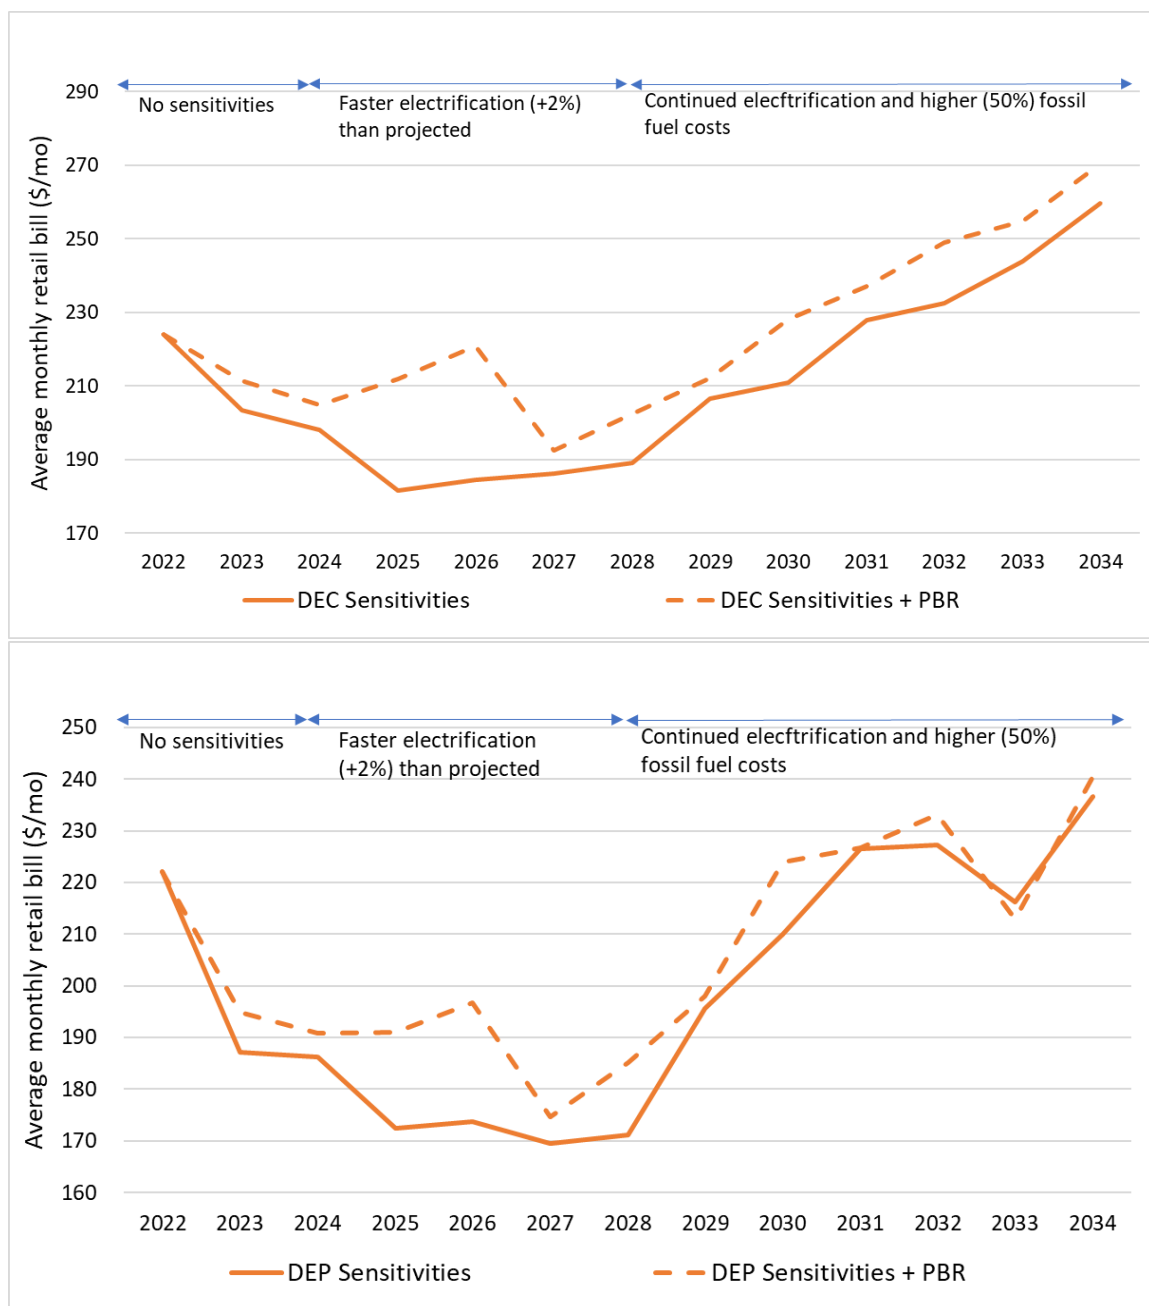 290
270
250
230
210
190
170
Average monthly retail bill ($/mo)
No sensitivities
Faster electrification (+2%)
than projected
Continued elecftrification and higher (50%) fossil
fuel costs
2022 2023 2024 2025 2026 2027 2028 2029 2030 2031 2032 2033 2034
DEC Sensitivities
DEC Sensitivities + PBR
250
240
230
220
210
200
190
180
170
160
Average monthly retail bill ($/mo)
No sensitivities
Faster electrification
(+2%) than projected
Continued elecftrification and higher (50%)
fossil fuel costs
2022 2023 2024 2025 2026 2027 2028 2029 2030 2031 2032 2033 2034
DEP Sensitivities
DEP Sensitivities + PBR